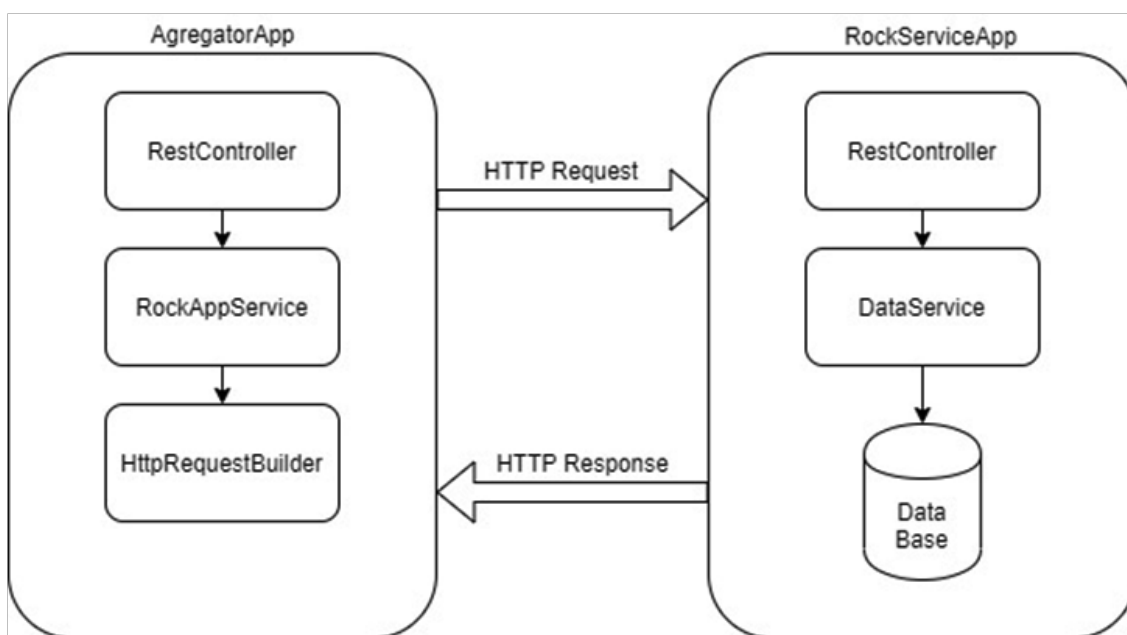 AgregatorApp
RestController
RockAppService
HttpRequestBuilder
HTTP Request
HTTP Response
RockServiceApp
RestController
DataService
Data
Base